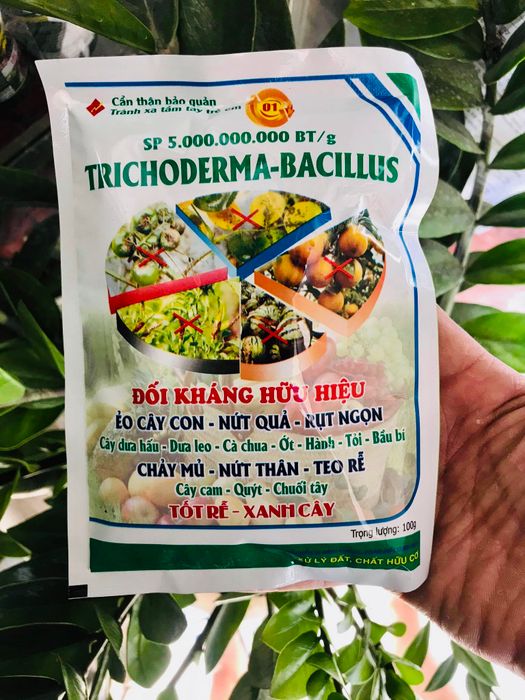 Cẩn thận bảo quản
Tránh xa tầm tay trẻ em
01
SP 5.000.000.000 BT/g
TRICHODERMA-BACILLUS
ĐỐI KHÁNG HỮU HIỆU
ẺO CÂY CON - NỨT QUẢ - RỤT NGỌN
Cây dưa hấu - Dưa leo - Cà chua - Ớt - Hành - Tỏi - Bầu bí
CHẢY MỦ - NỨT THÂN - TEO RỄ
Cây cam - Quýt - Chuối tây
TỐT RỄ - XANH CÂY
Trọng lượng: 100g
XỬ LÝ ĐẤT, CHẤT HỮU CƠ